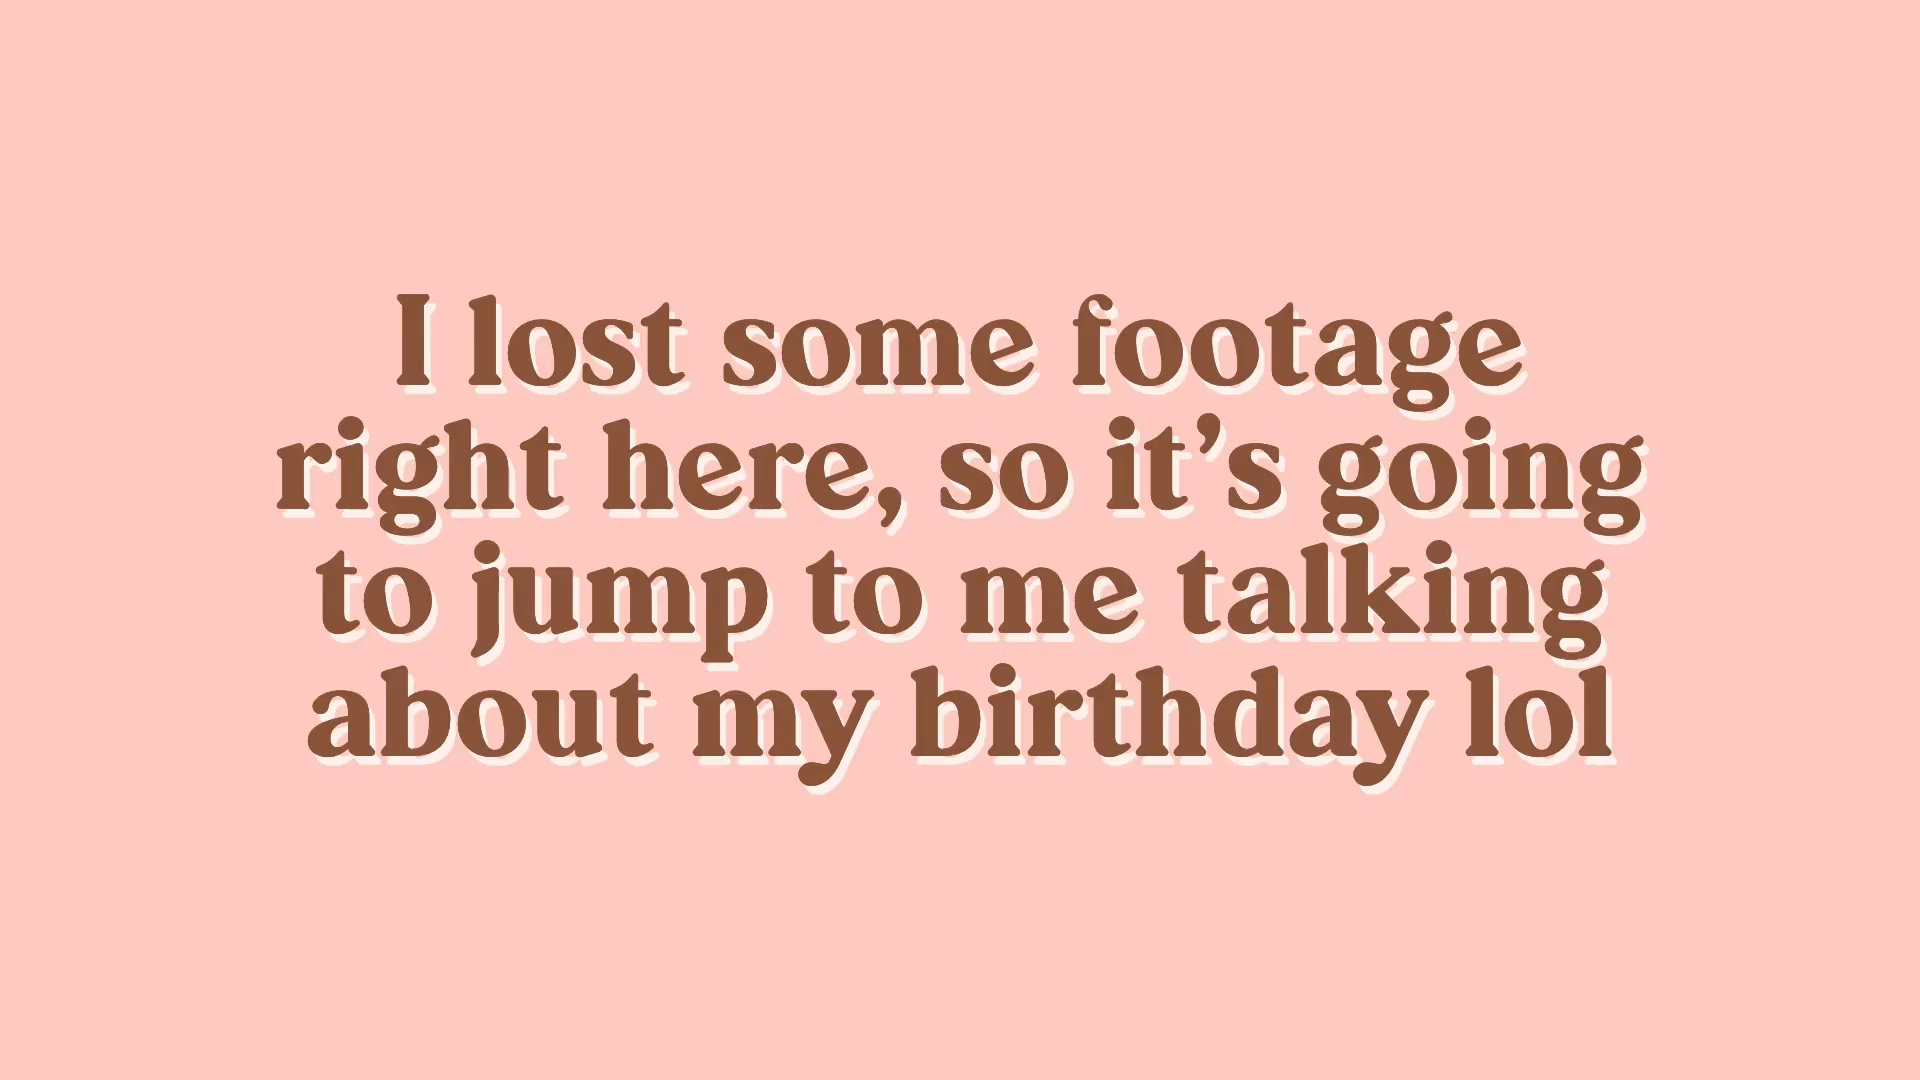 I lost some footage
right here, so it’s going
to jump to me talking
about my birthday lol